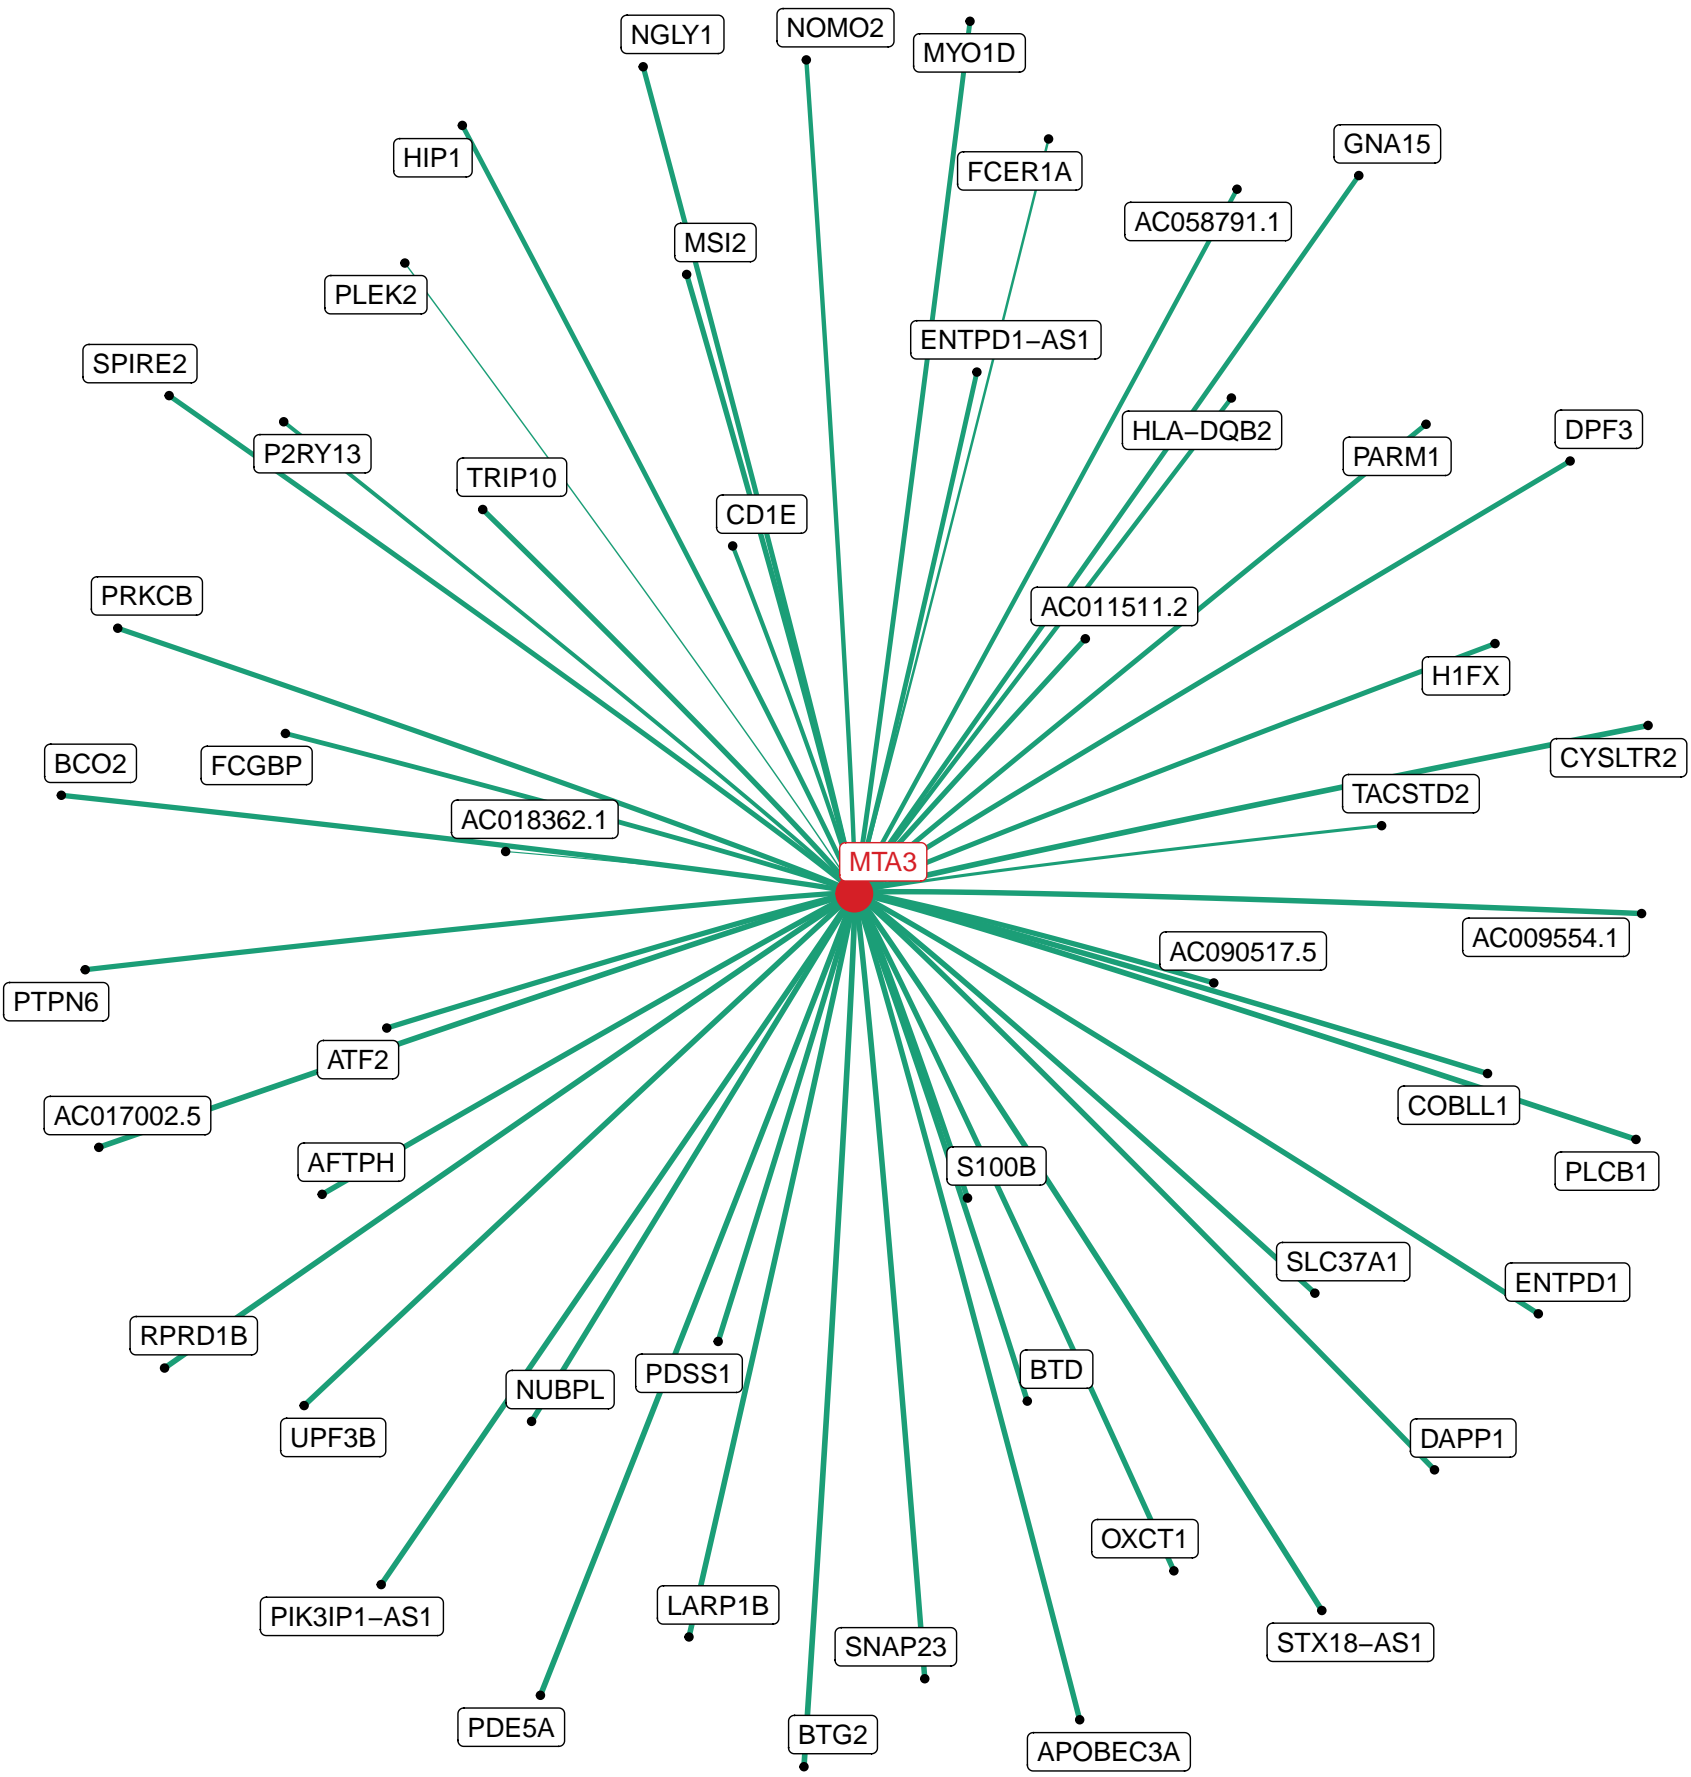 NOMO2
NGLY1
MYO1D
GNA15
HIP1
FCER1A
AC058791.1
MSI2
PLEK2
ENTPD1−AS1
SPIRE2
DPF3
HLA−DQB2
P2RY13
PARM1
TRIP10
CD1E
PRKCB
AC011511.2
H1FX
CYSLTR2
BCO2
FCGBP
TACSTD2
AC018362.1
MTA3
AC009554.1
AC090517.5
PTPN6
ATF2
COBLL1
AC017002.5
AFTPH
S100B
PLCB1
SLC37A1
ENTPD1
RPRD1B
BTD
PDSS1
NUBPL
UPF3B
DAPP1
OXCT1
LARP1B
PIK3IP1−AS1
STX18−AS1
SNAP23
PDE5A
BTG2
APOBEC3A